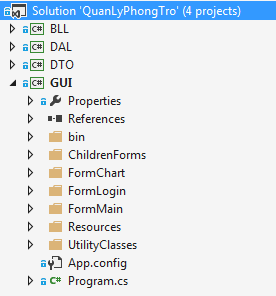 Solution 'QuanLyPhongTro' (4 projects)
C# BLL
C# DAL
C# DTO
C# GUI
Properties
References
bin
ChildrenForms
FormChart
FormLogin
FormMain
Resources
UtilityClasses
App.config
C# Program.cs